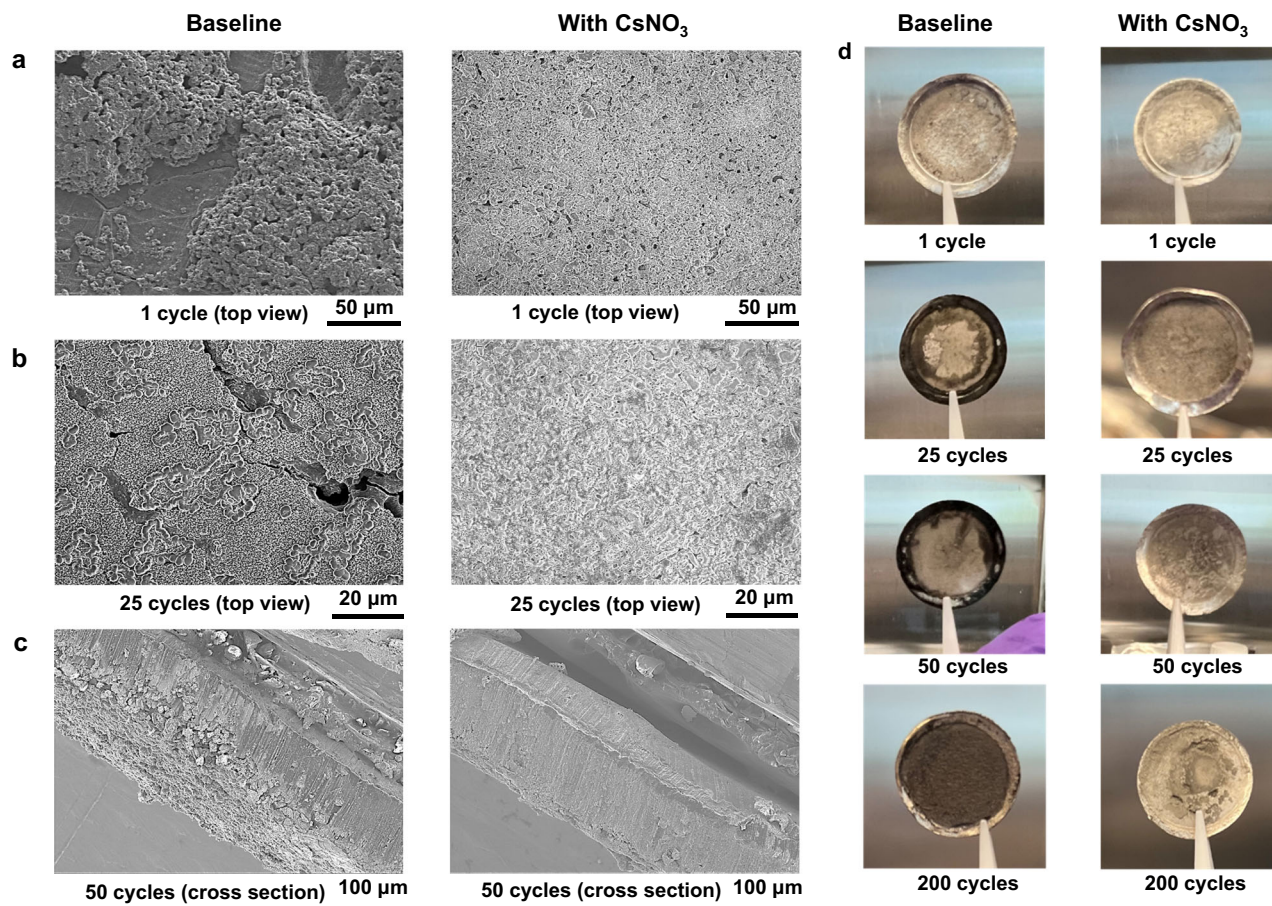 Baseline
With CsNO₃
Baseline
With CsNO₃
a
1 cycle (top view)
50 µm
1 cycle (top view)
50 µm
b
25 cycles (top view)
20 µm
25 cycles (top view)
20 µm
c
50 cycles (cross section)
100 µm
50 cycles (cross section)
100 µm
d
1 cycle
1 cycle
25 cycles
25 cycles
50 cycles
50 cycles
200 cycles
200 cycles